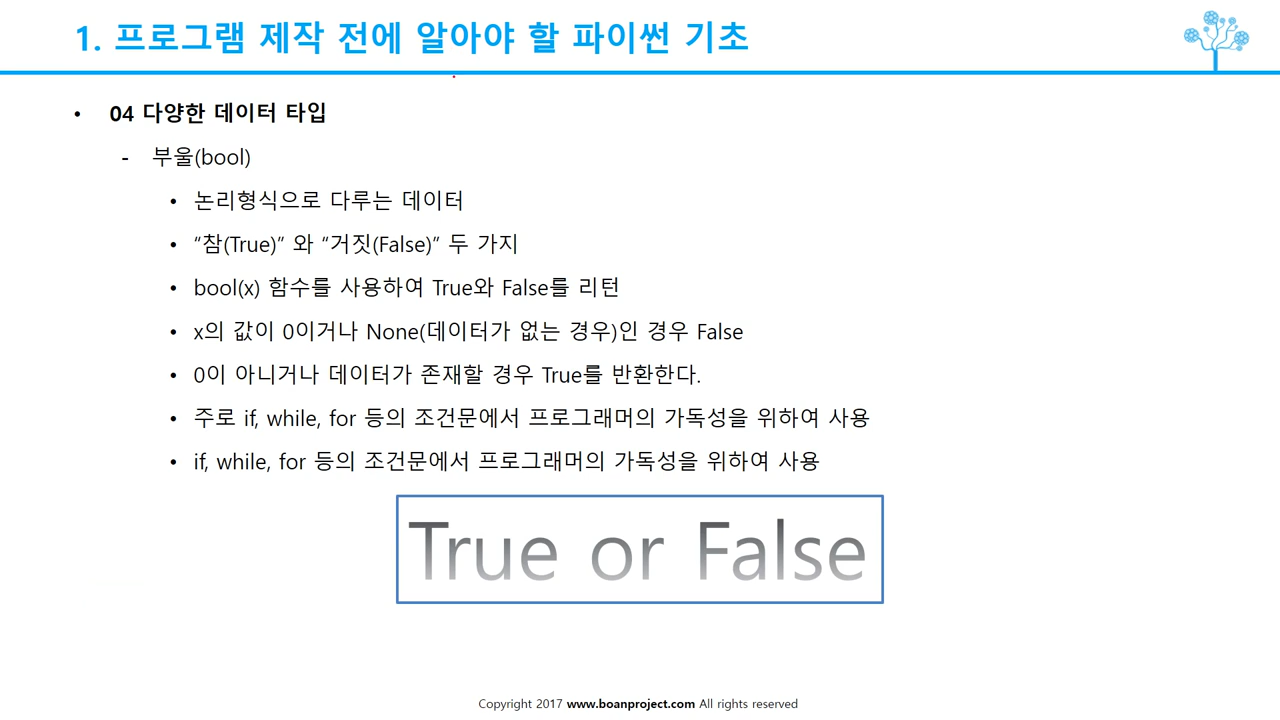 1. 프로그램 제작 전에 알아야 할 파이썬 기초
• 04 다양한 데이터 타입
- 부울(bool)
• 논리형식으로 다루는 데이터
• “참(True)” 와 “거짓(False)” 두 가지
• bool(x) 함수를 사용하여 True와 False를 리턴
• x의 값이 0이거나 None(데이터가 없는 경우)인 경우 False
• 0이 아니거나 데이터가 존재할 경우 True를 반환한다.
• 주로 if, while, for 등의 조건문에서 프로그래머의 가독성을 위하여 사용
• if, while, for 등의 조건문에서 프로그래머의 가독성을 위하여 사용
True or False
Copyright 2017 www.boanproject.com All rights reserved